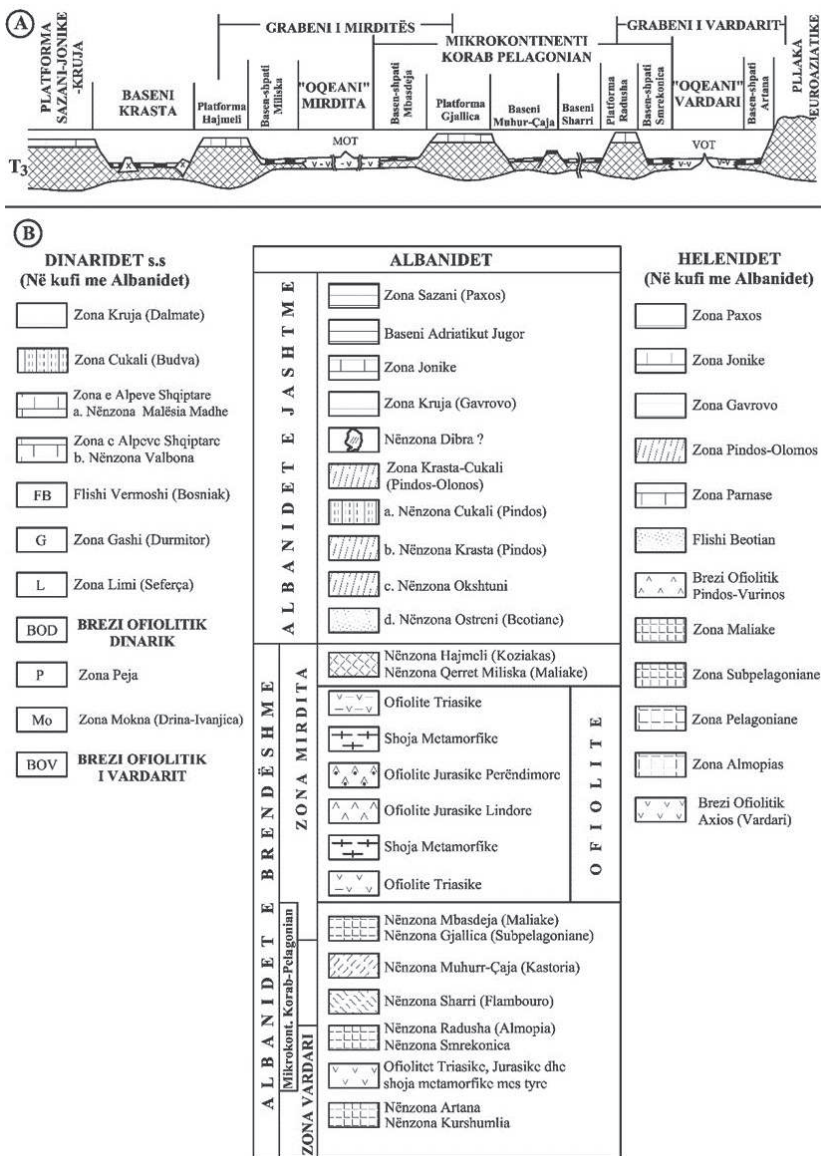 A
GRABENI I MIRDITËS
GRABENI I VARDARIT
MIKROKONTINENTI
KORAB PELAGONIAN
PLATFORMA
SAZANI-JONIKE
-KRUJA
BASENI
KRASTA
Platforma
Hajmeli
Basen-shpati
Miliska
"OQEANI"
MIRDITA
Basen-shpati
Mbasdeja
Platforma
Gjallica
Baseni
Muhur-Çaja
Baseni
Sharri
Platforma
Radusha
Basen-shpati
Smrekonica
"OQEANI"
VARDARI
Basen-shpati
Artana
PLLAKA
EUROAZIATIKE
T3
MOT
VOT
B
DINARIDET s.s
(Në kufi me Albanidet)
Zona Kruja (Dalmate)
Zona Cukali (Budva)
Zona e Alpeve Shqiptare
a. Nënzona Malësia Madhe
Zona e Alpeve Shqiptare
b. Nënzona Valbona
FB Flishi Vermoshi (Bosniak)
G Zona Gashi (Durmitor)
L Zona Limi (Seferça)
BOD BREZI OFIOLITIK
DINARIK
P Zona Peja
Mo Zona Mokna (Drina-Ivanjica)
BOV BREZI OFIOLITIK
I VARDARIT
ALBANIDET
ALBANIDET E JASHTME
Zona Sazani (Paxos)
Baseni Adriatikut Jugor
Zona Jonike
Zona Kruja (Gavrovo)
Nënzona Dibra ?
Zona Krasta-Cukali
(Pindos-Olonos)
a. Nënzona Cukali (Pindos)
b. Nënzona Krasta (Pindos)
c. Nënzona Okshtuni
d. Nënzona Ostreni (Beotiane)
ALBANIDET E BRENDËSHME
ZONA MIRDITA
Nënzona Hajmeli (Koziakas)
Nënzona Qerret Miliska (Maliake)
Ofiolite Triasike
Shoja Metamorfike
Ofiolite Jurasike Perëndimore
Ofiolite Jurasike Lindore
Shoja Metamorfike
Ofiolite Triasike
OFIOLITE
Mikrokont. Korab-Pelagonian
Nënzona Mbasdeja (Maliake)
Nënzona Gjallica (Subpelagoniane)
Nënzona Muhurr-Çaja (Kastoria)
Nënzona Sharri (Flambouro)
ZONA VARDARI
Nënzona Radusha (Almopia)
Nënzona Smrekonica
Ofiolitet Triasike, Jurasike dhe
shoja metamorfike mes tyre
Nënzona Artana
Nënzona Kurshumlia
HELENIDET
(Në kufi me Albanidet)
Zona Paxos
Zona Jonike
Zona Gavrovo
Zona Pindos-Olomos
Zona Parnase
Flishi Beotian
Brezi Ofiolitik
Pindos-Vurinos
Zona Maliake
Zona Subpelagoniane
Zona Pelagoniane
Zona Almopias
Brezi Ofiolitik
Axios (Vardari)